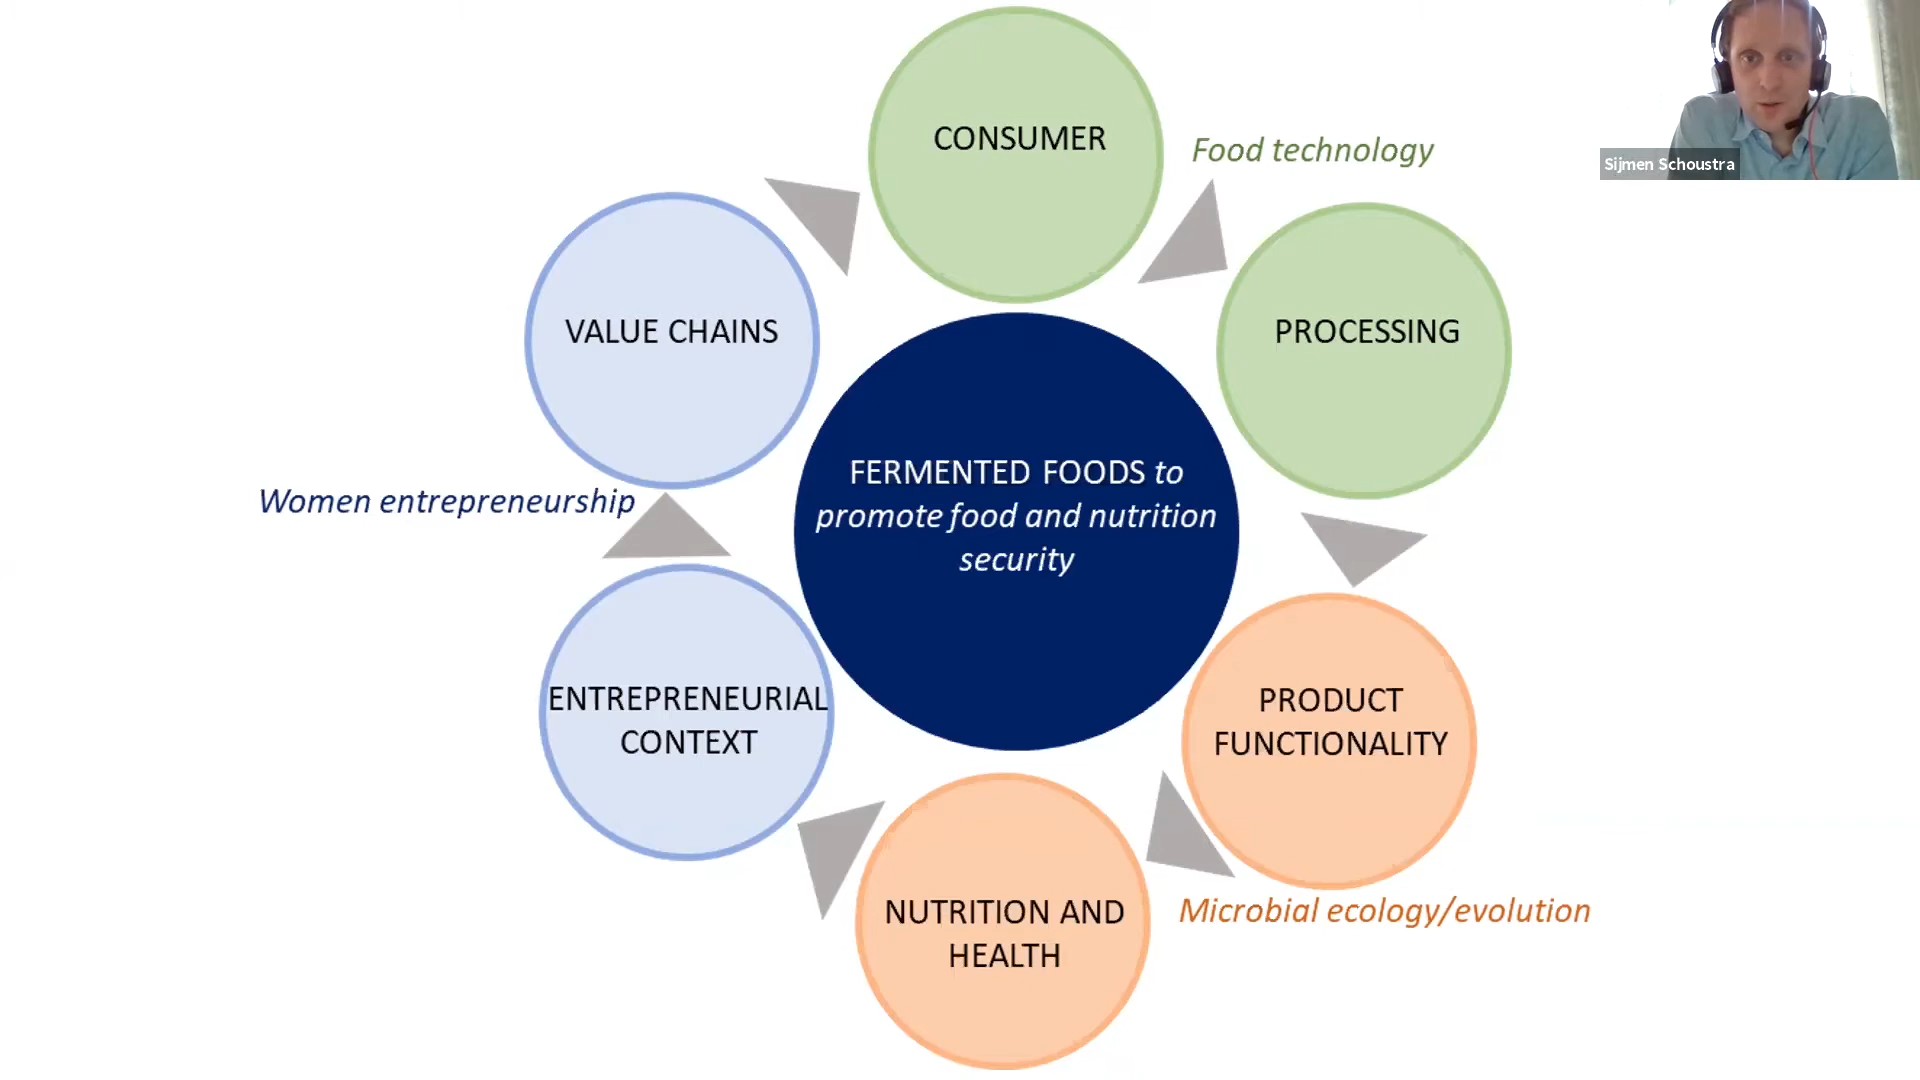 CONSUMER
Food technology
Sijmen Schoustra
VALUE CHAINS
PROCESSING
FERMENTED FOODS to
promote food and nutrition
security
Women entrepreneurship
ENTREPRENEURIAL
CONTEXT
PRODUCT
FUNCTIONALITY
NUTRITION AND
HEALTH
Microbial ecology/evolution